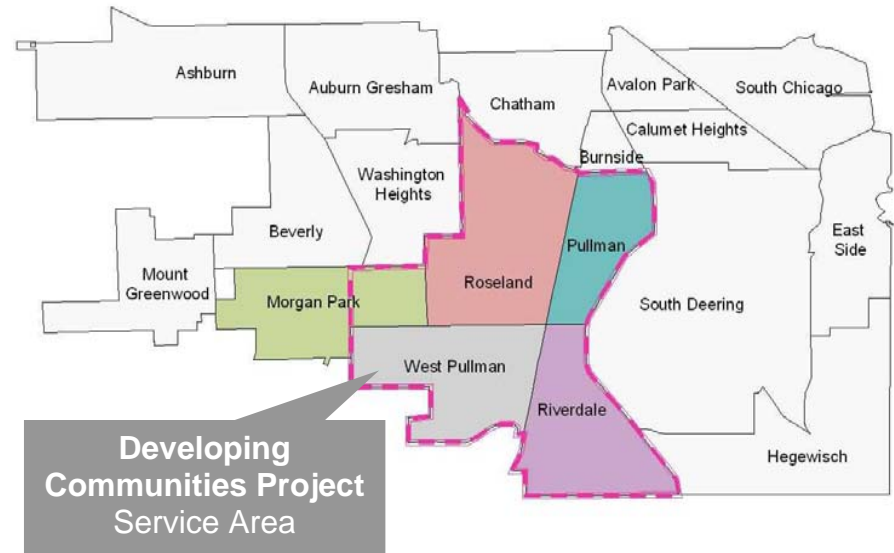 Ashburn
Auburn Gresham
Chatham
Avalon Park
South Chicago
Calumet Heights
Burnside
Washington
Heights
Beverly
Pullman
East
Side
Mount
Greenwood
Morgan Park
Roseland
South Deering
West Pullman
Riverdale
Hegewisch
Developing
Communities Project
Service Area